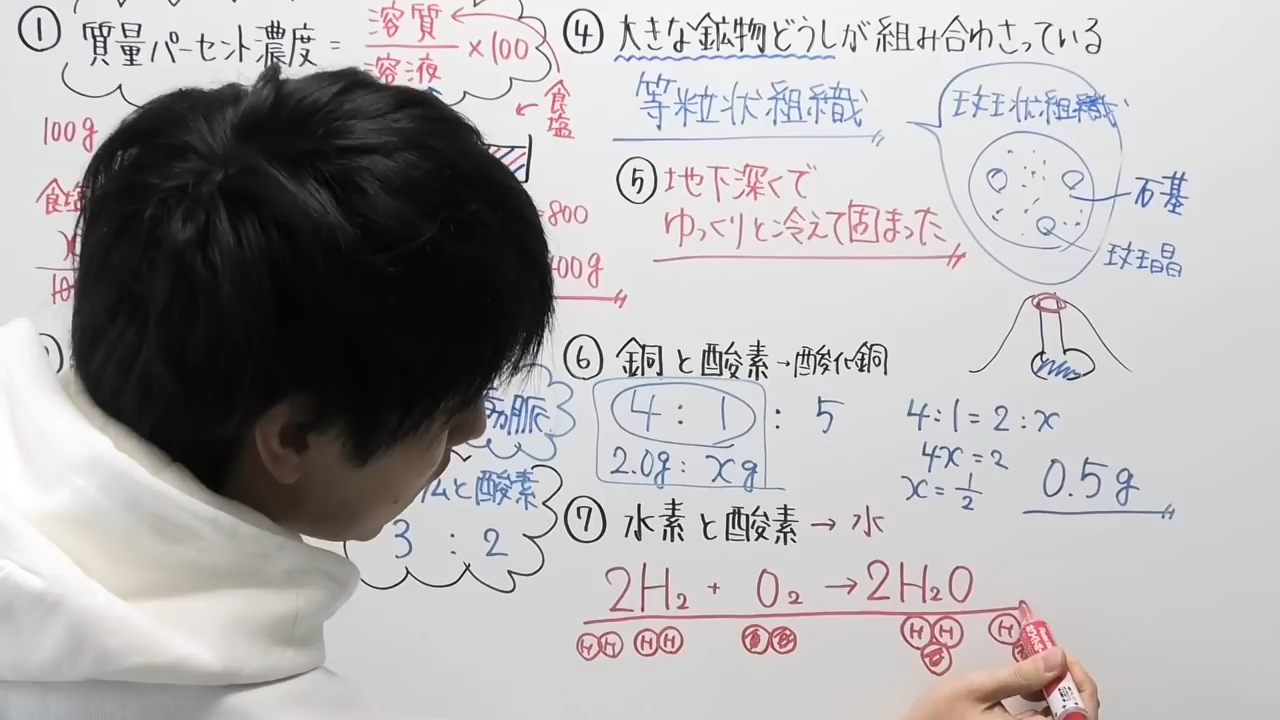 ① 質量パーセント濃度 = 溶質/溶液 ×100
100g
食塩
食塩
=800
00g
筋脈
ムと酸素
3 : 2
④ 大きな鉱物どうしが組み合わさっている
等粒状組織
斑状組織
石基
斑晶
⑤ 地下深くで
ゆっくりと冷えて固まった
⑥ 銅と酸素→酸化銅
4 : 1 : 5
2.0g : xg
4:1=2:x
4x=2
x=1/2
0.5g
⑦ 水素と酸素→水
2H₂ + O₂ → 2H₂O
H H H H O O H H O H